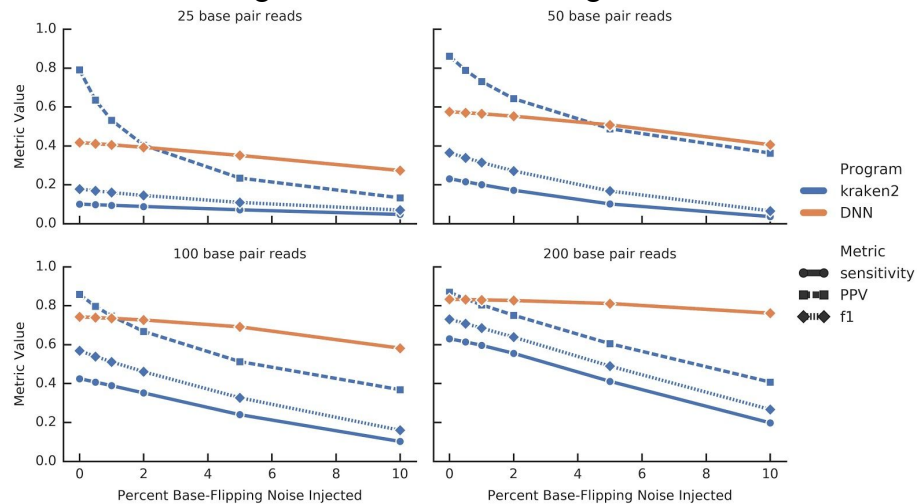 25 base pair reads
50 base pair reads
1.0
0.8
0.6
0.4
0.2
0.0
Metric Value
Program
kraken2
DNN
Metric
sensitivity
PPV
f1
100 base pair reads
200 base pair reads
1.0
0.8
0.6
0.4
0.2
0.0
Metric Value
0 2 4 6 8 10
0 2 4 6 8 10
Percent Base-Flipping Noise Injected
Percent Base-Flipping Noise Injected